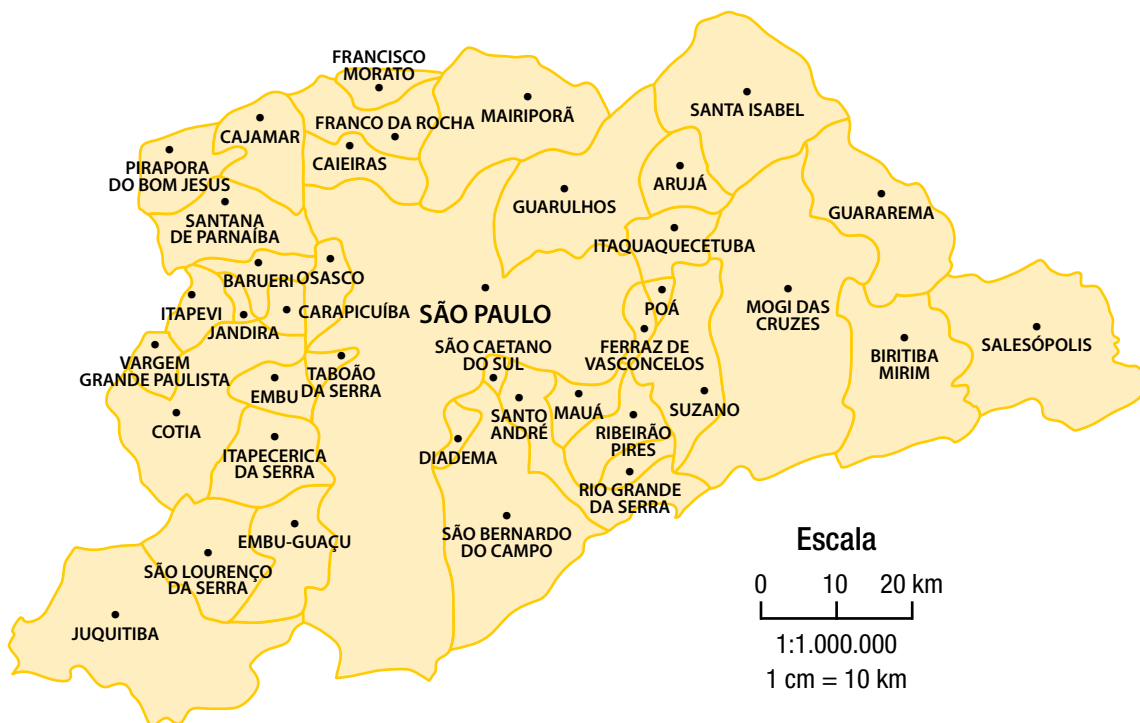 FRANCISCO
MORATO
MAIRIPORÃ
SANTA ISABEL
CAJAMAR
FRANCO DA ROCHA
CAIEIRAS
PIRAPORA
DO BOM JESUS
ARUJÁ
GUARULHOS
GUARAREMA
SANTANA
DE PARNAÍBA
ITAQUAQUECETUBA
BARUERI
OSASCO
ITAPEVI
JANDIRA
CARAPICUÍBA
SÃO PAULO
POÁ
MOGI DAS
CRUZES
FERRAZ DE
VASCONCELOS
BIRITIBA
MIRIM
SALESÓPOLIS
VARGEM
GRANDE PAULISTA
TABOÃO
DA SERRA
SÃO CAETANO
DO SUL
EMBU
COTIA
SANTO
ANDRÉ
MAUÁ
SUZANO
RIBEIRÃO
PIRES
ITAPECERICA
DA SERRA
DIADEMA
RIO GRANDE
DA SERRA
EMBU-GUAÇU
SÃO BERNARDO
DO CAMPO
SÃO LOURENÇO
DA SERRA
JUQUITIBA
Escala
0 10 20 km
1:1.000.000
1 cm = 10 km